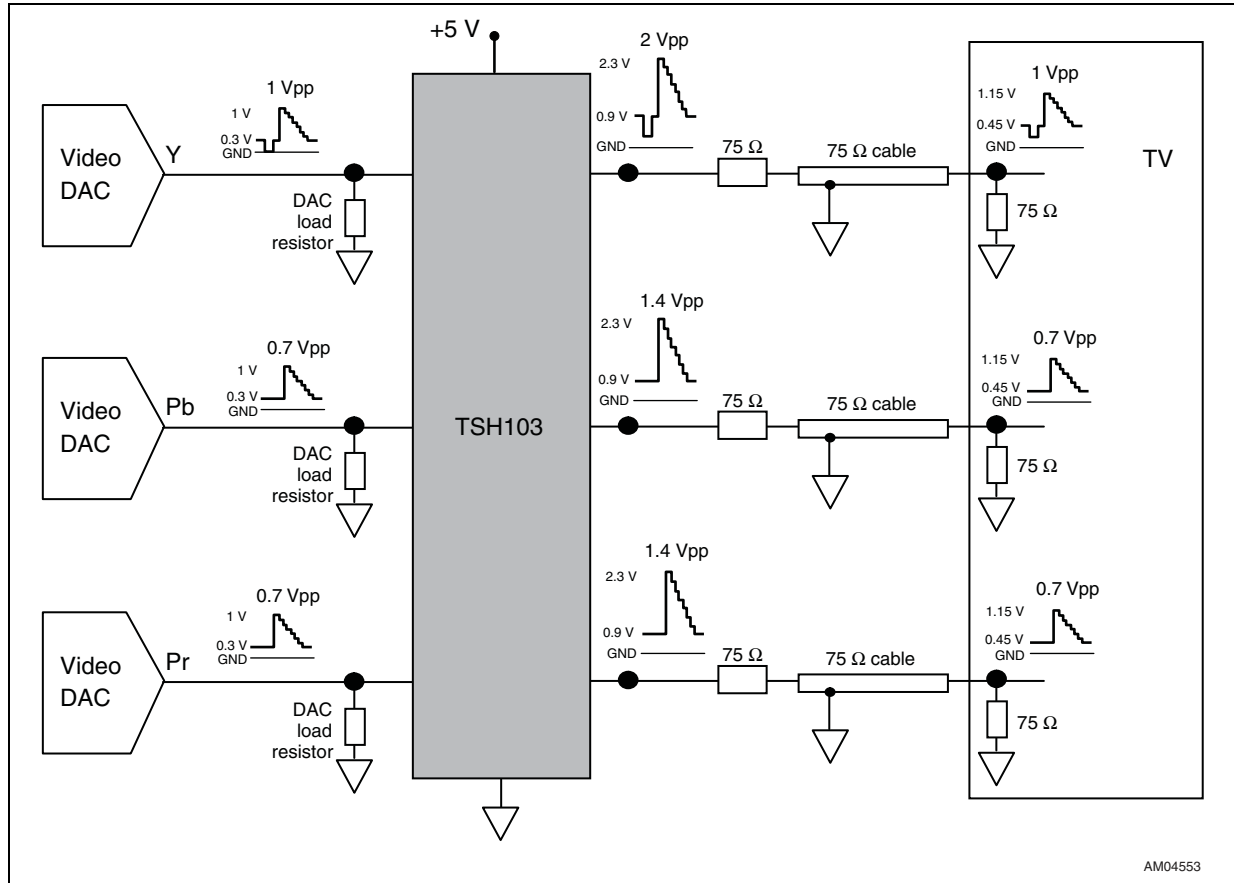 +5 V
1 Vpp
1 V
0.3 V
GND
Video
DAC
Y
DAC
load
resistor
2 Vpp
2.3 V
0.9 V
GND
75 Ω
75 Ω cable
1 Vpp
1.15 V
0.45 V
GND
TV
75 Ω
0.7 Vpp
1 V
0.3 V
GND
Video
DAC
Pb
DAC
load
resistor
TSH103
1.4 Vpp
2.3 V
0.9 V
GND
75 Ω
75 Ω cable
0.7 Vpp
1.15 V
0.45 V
GND
75 Ω
0.7 Vpp
1 V
0.3 V
GND
Video
DAC
Pr
DAC
load
resistor
1.4 Vpp
2.3 V
0.9 V
GND
75 Ω
75 Ω cable
0.7 Vpp
1.15 V
0.45 V
GND
75 Ω
AM04553